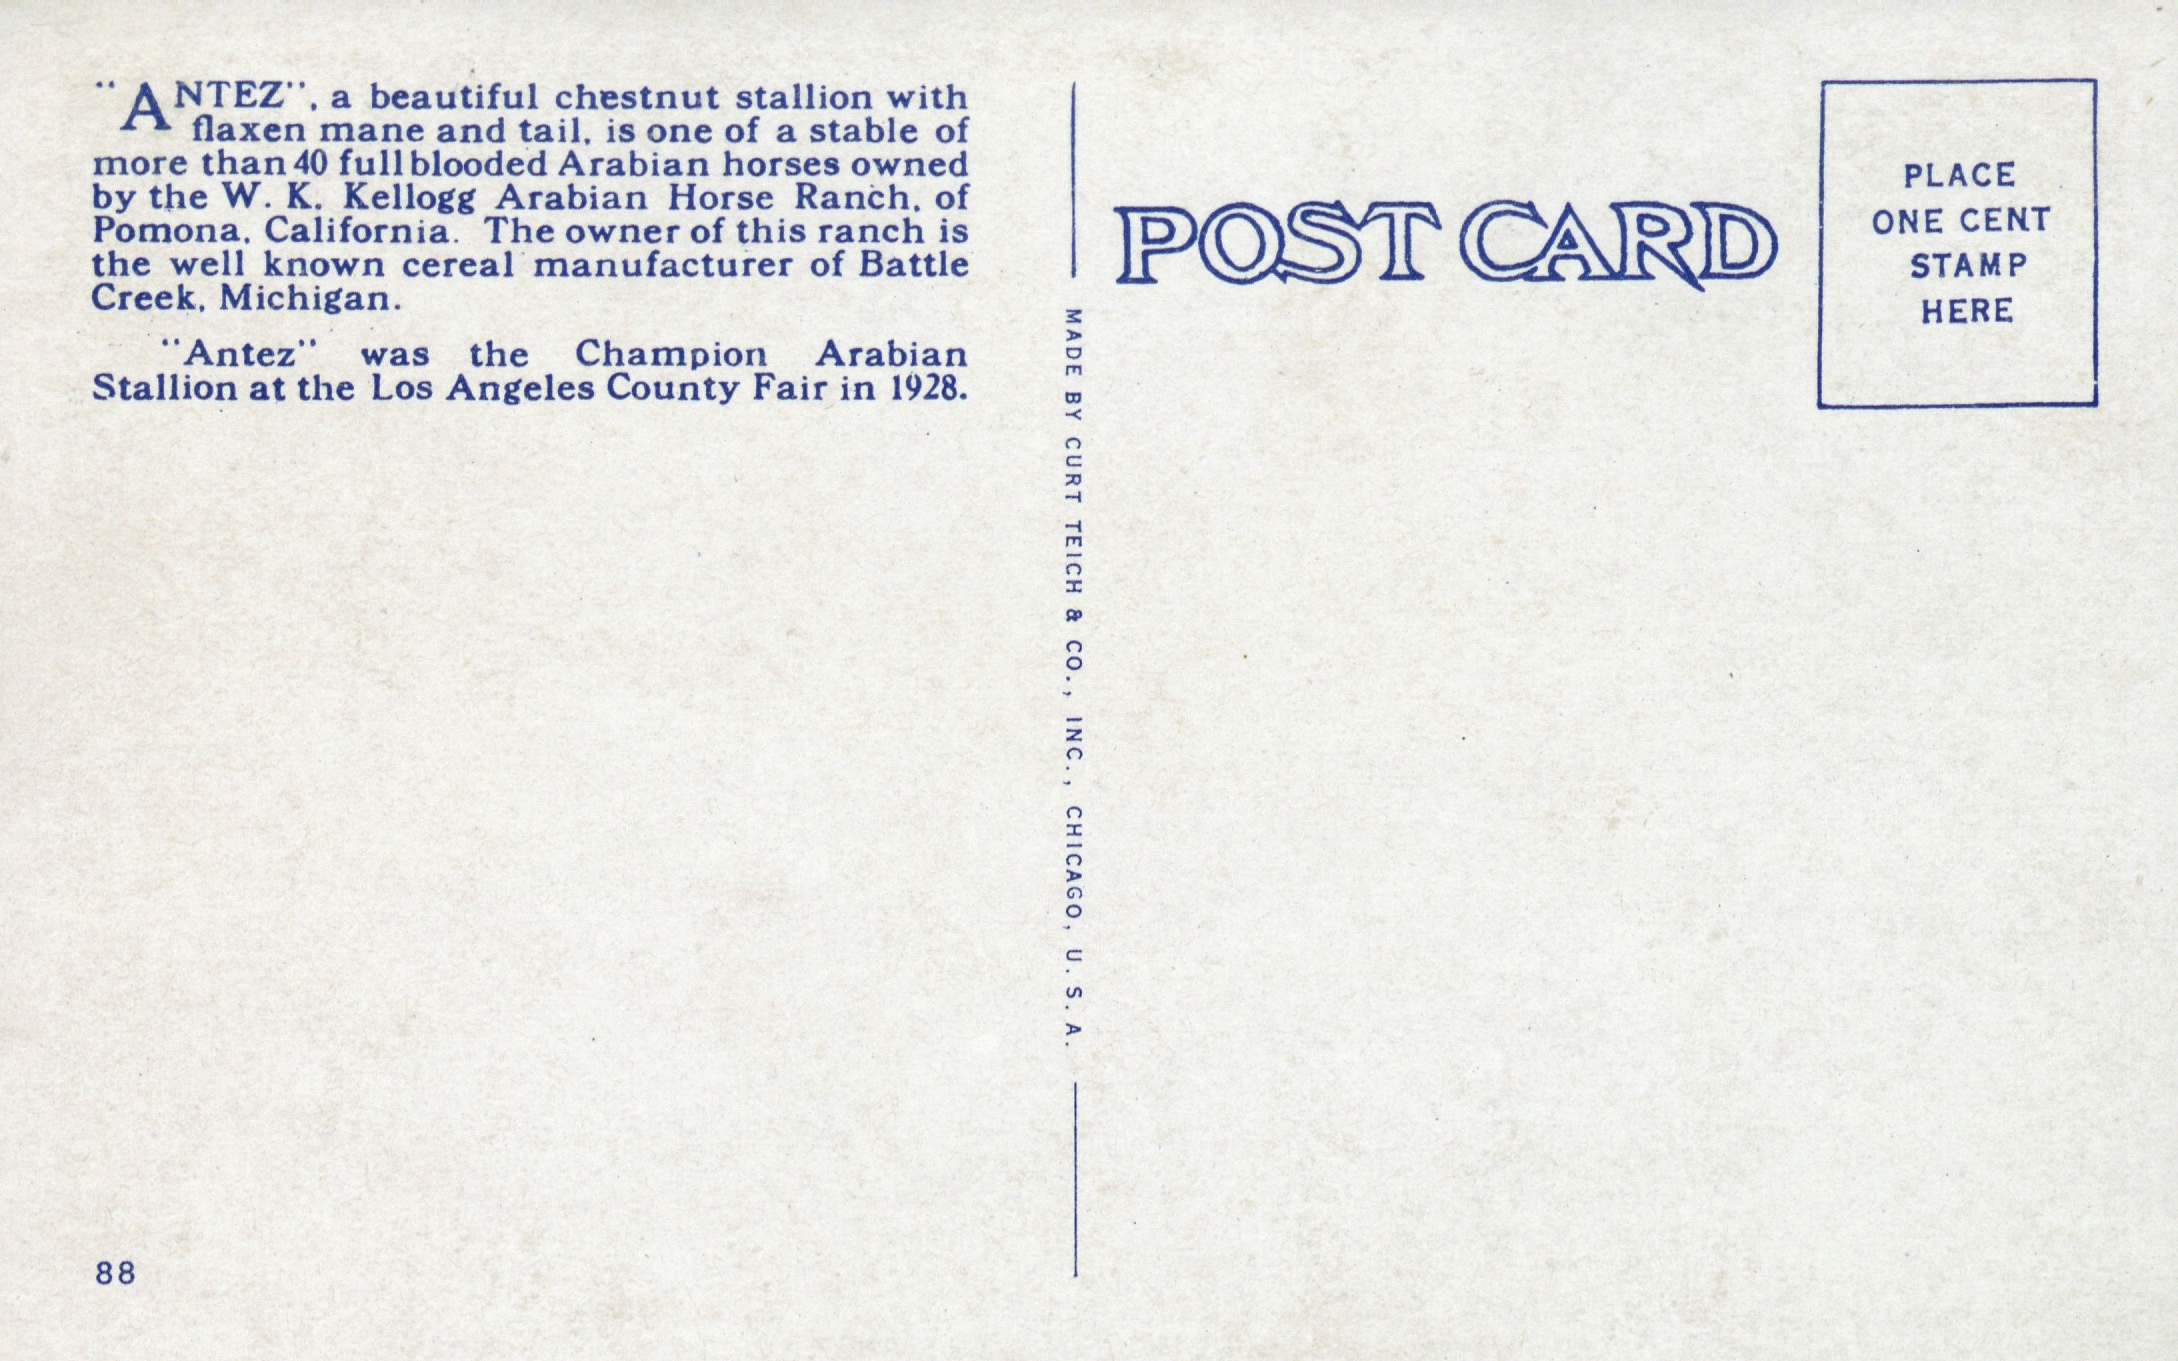 "ANTEZ", a beautiful chestnut stallion with
flaxen mane and tail, is one of a stable of
more than 40 fullblooded Arabian horses owned
by the W. K. Kellogg Arabian Horse Ranch, of
Pomona, California. The owner of this ranch is
the well known cereal manufacturer of Battle
Creek, Michigan.
"Antez" was the Champion Arabian
Stallion at the Los Angeles County Fair in 1928.
88
MADE BY CURT TEICH & CO., INC., CHICAGO, U. S. A.
POST CARD
PLACE
ONE CENT
STAMP
HERE